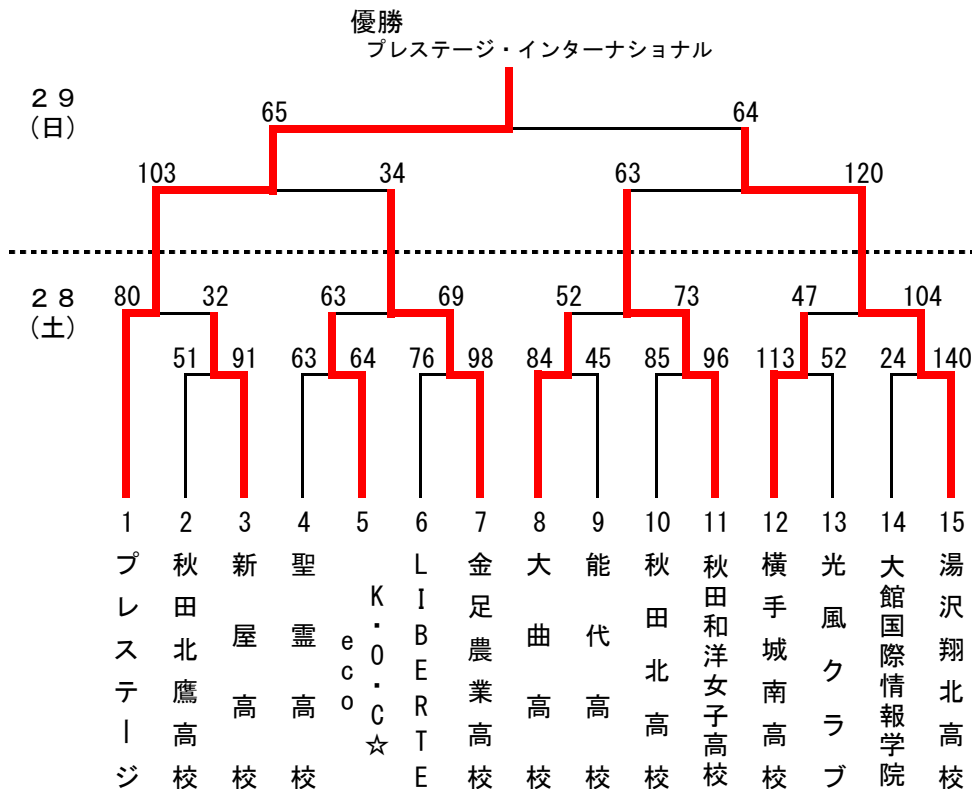 優勝
プレステージ・インターナショナル
２９
（日）
65 64
103 34 63 120
２８
（土）
80 32 63 69 52 73 47 104
51 91 63 64 76 98 84 45 85 96 113 52 24 140
1 2 3 4 5 6 7 8 9 10 11 12 13 14 15
プレステージ
秋田北鷹高校
新屋高校
聖霊高校
K・O・C☆
eco
LIBERTE
金足農業高校
大曲高校
能代高校
秋田北高校
秋田和洋女子高校
横手城南高校
光風クラブ
大館国際情報学院
湯沢翔北高校